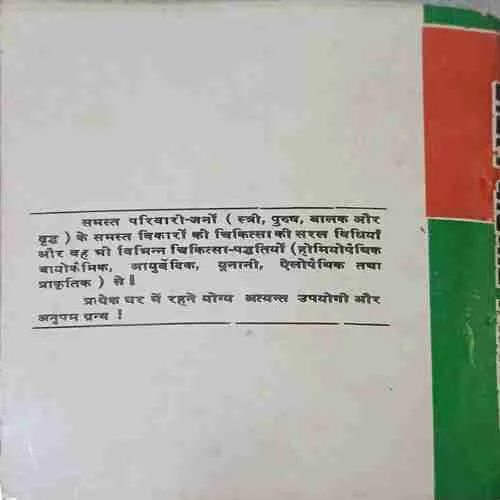 समस्त परिवारी-जनों ( स्त्री, पुरुष, बालक और
वृद्ध ) के समस्त विकारों की चिकित्सा की सरल विधियाँ
और वह भी विभिन्न चिकित्सा-पद्धतियों (होमियोपैथिक
बायोकैमिक, आयुर्वेदिक, यूनानी, ऐलोपैथिक तथा
प्राकृतिक ) से।
प्रत्येक घर में रहने योग्य अत्यन्त उपयोगी और
अनुपम ग्रन्थ !